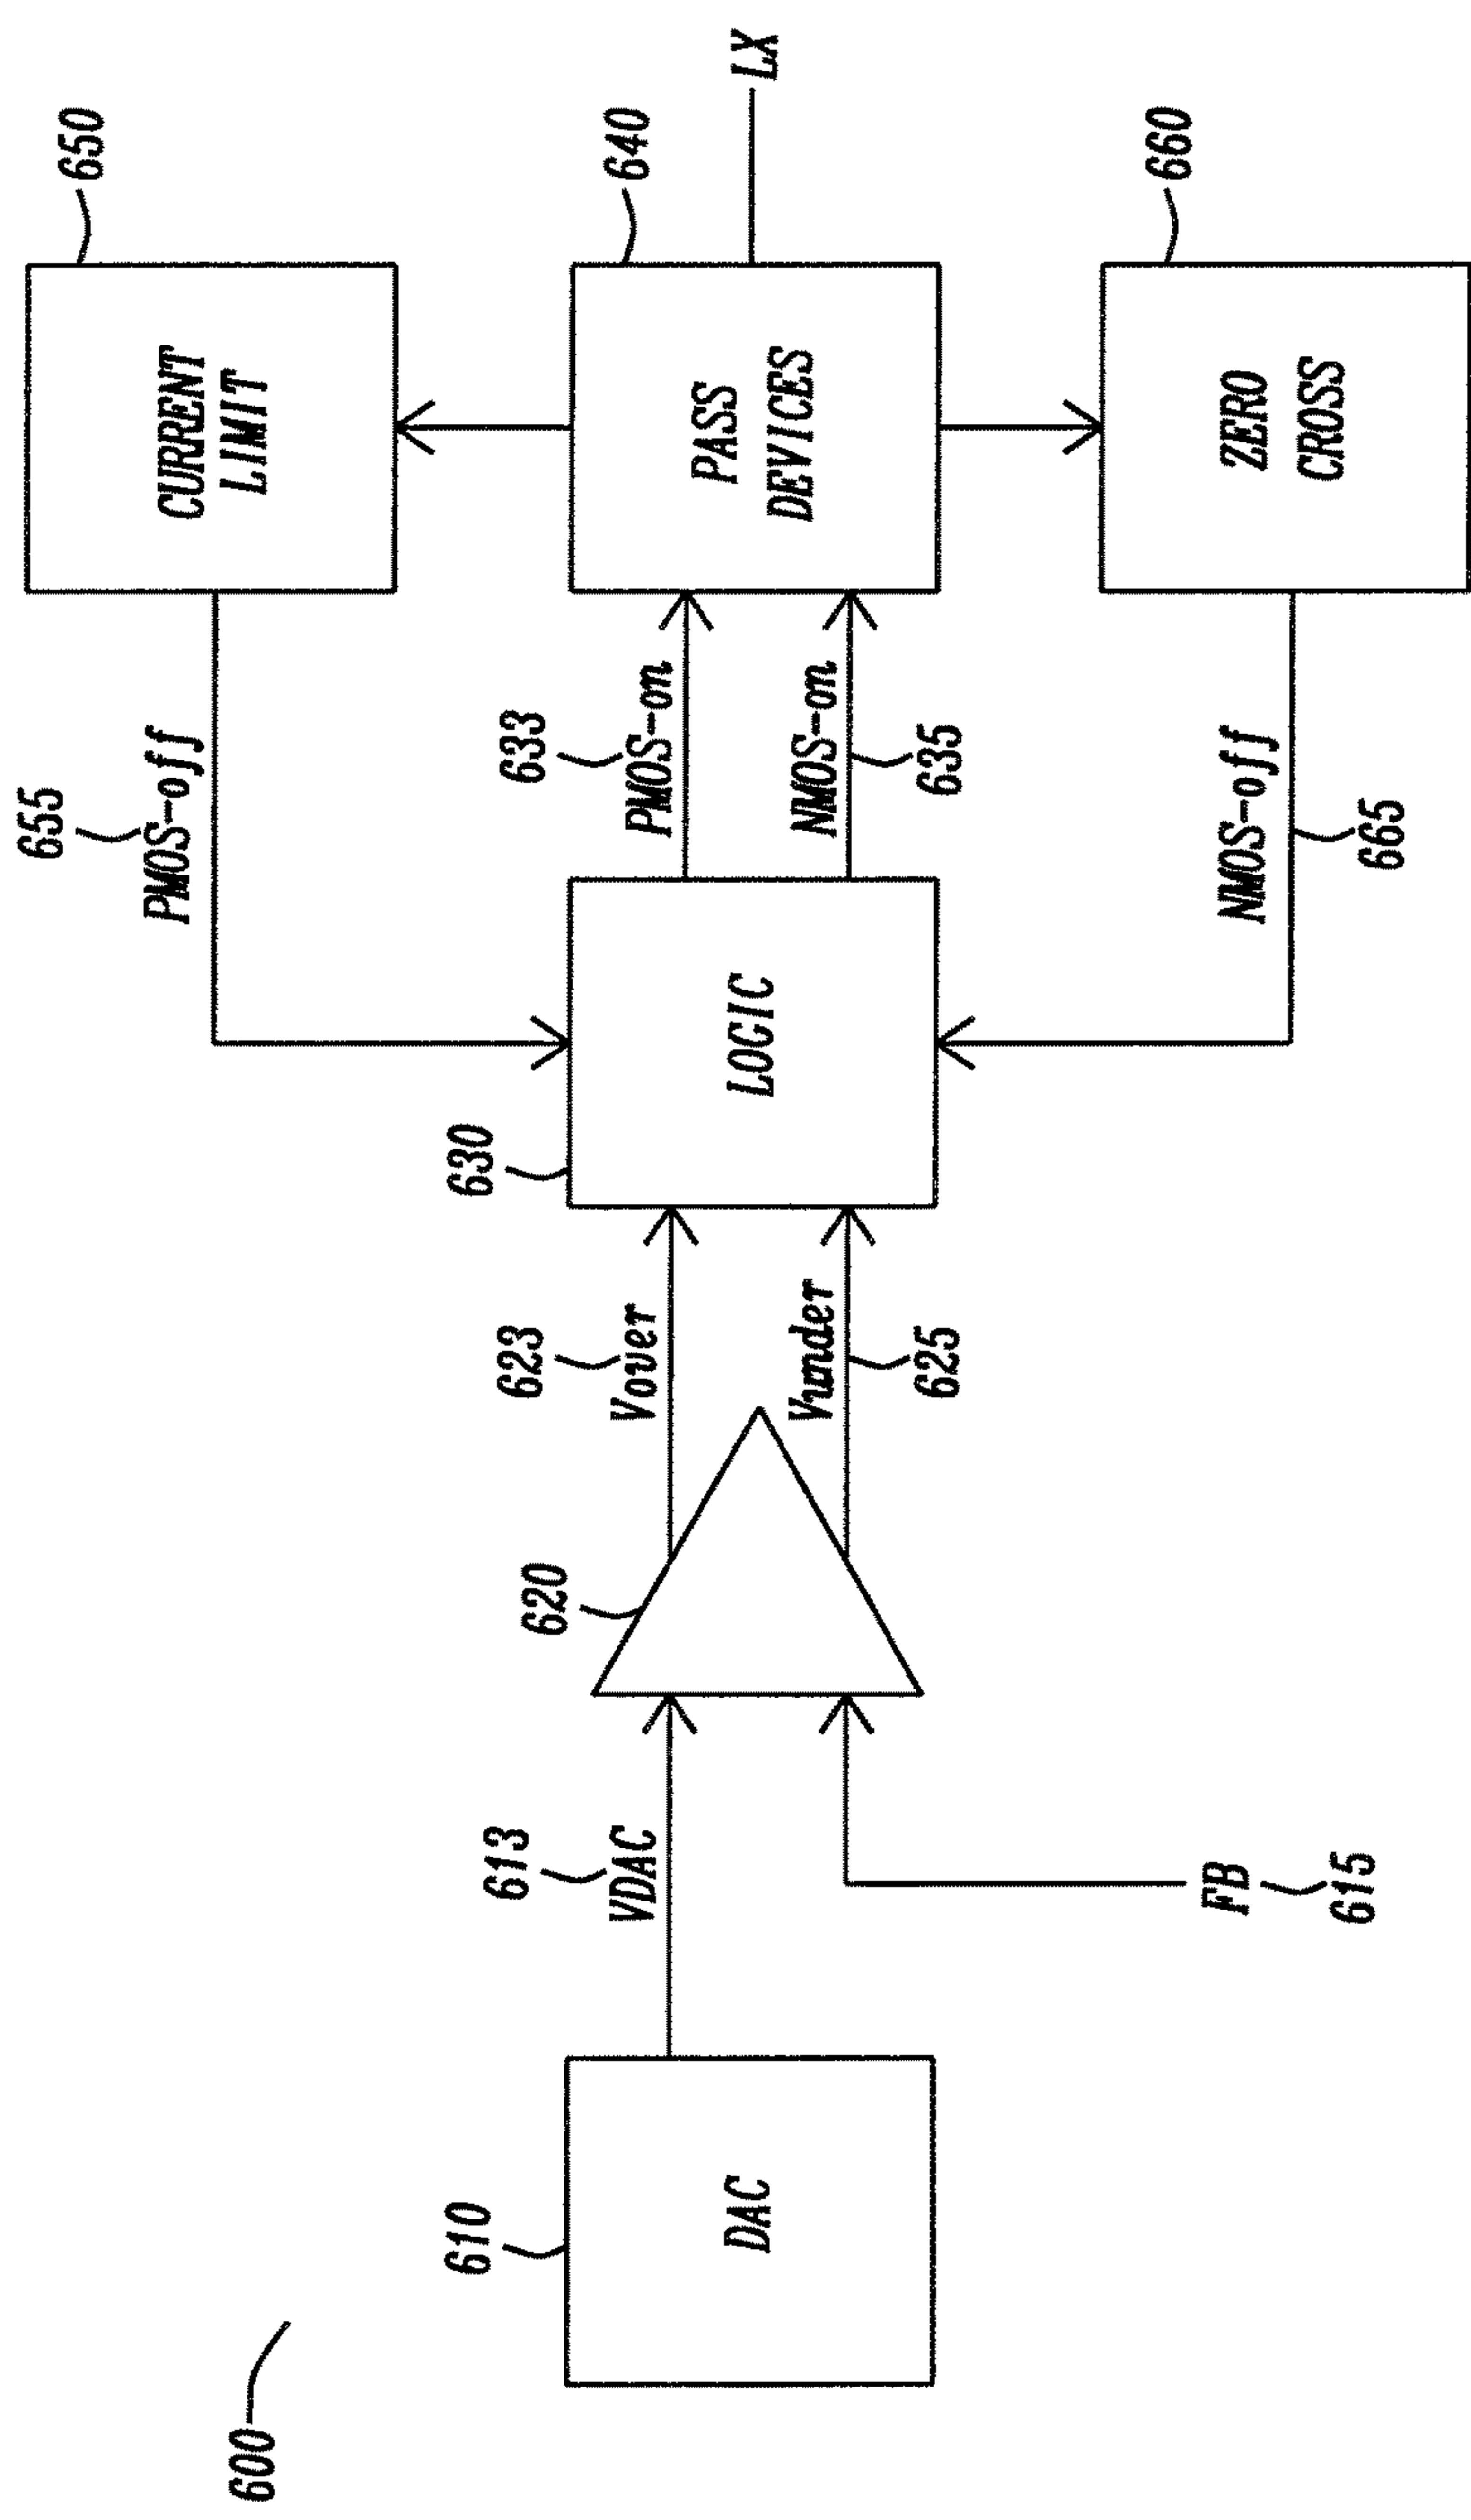 650
CURRENT
LIMIT
655
PMOS-off
640
PASS
DEVICES
LX
633
PMOS-on
NMOS-on
635
630
LOGIC
623
Vover
Vunder
625
620
613
VDAC
FB
615
610
DAC
600
660
ZERO
CROSS
NMOS-off
665